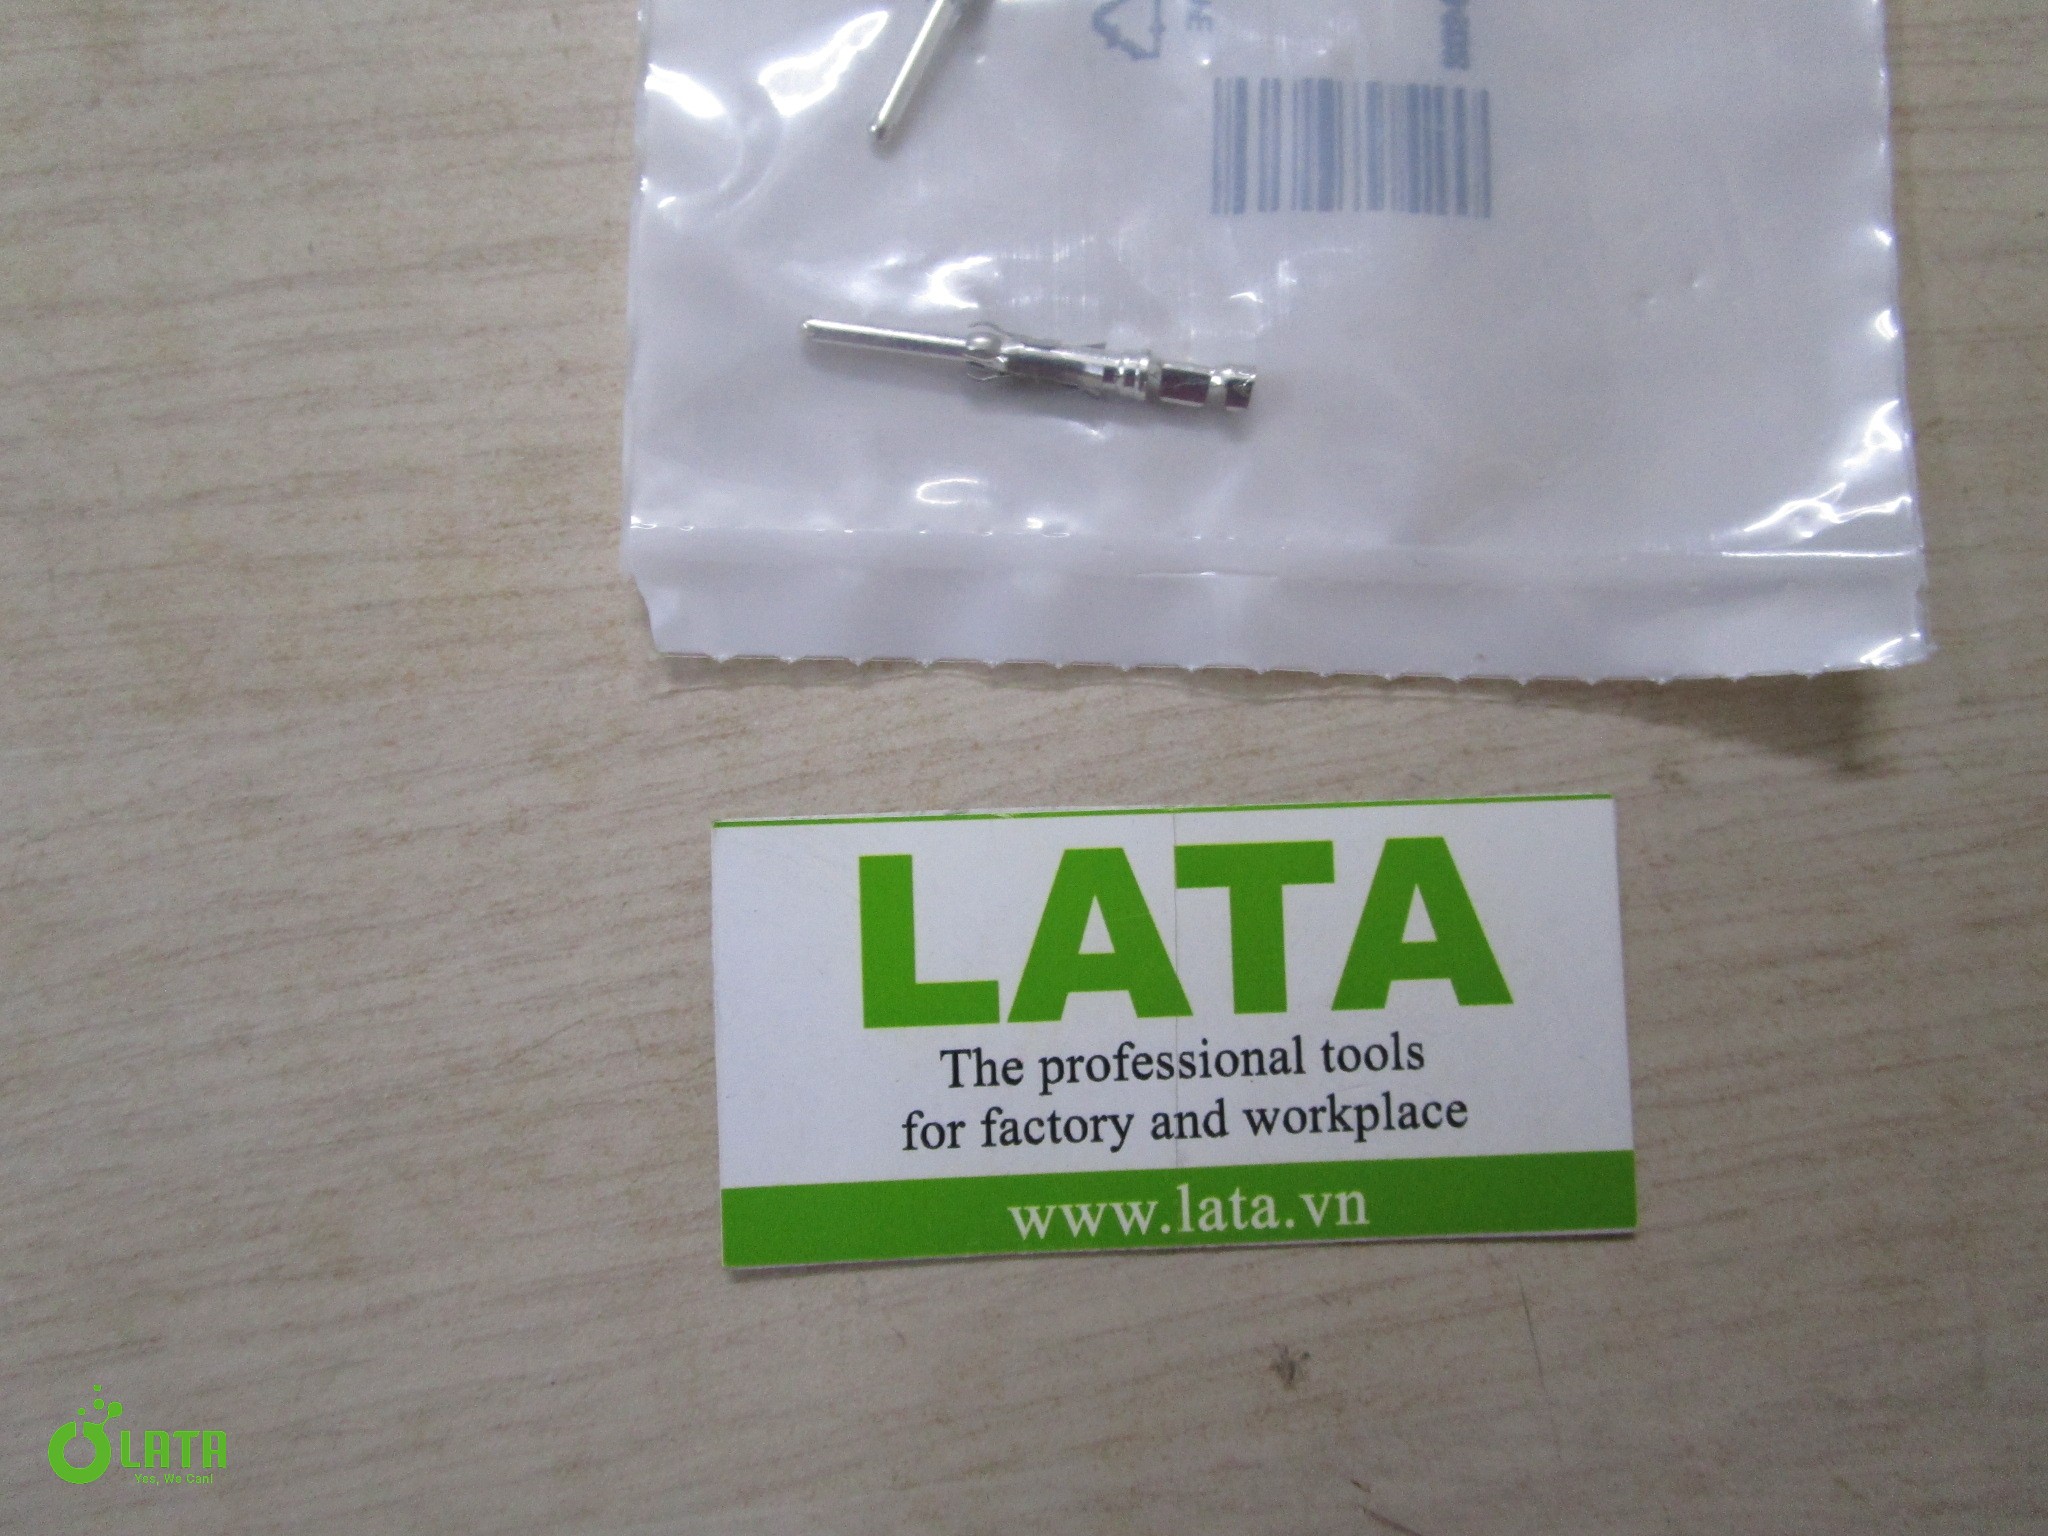 LATA
The professional tools
for factory and workplace
www.lata.vn
LATA
Yes, We Can!